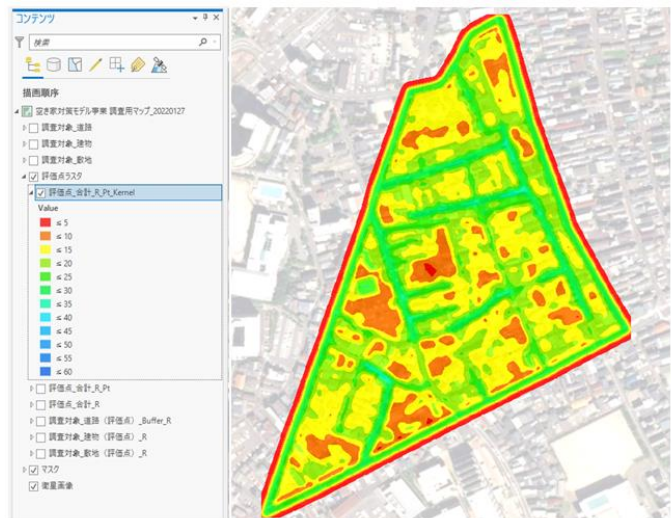 コンテンツ
検索
描画順序
空き家対策モデル事業 調査用マップ_20220127
調査対象_道路
調査対象_建物
調査対象_敷地
評価点ラスタ
評価点_合計_R_Pt_Kernel
Value
≤ 5
≤ 10
≤ 15
≤ 20
≤ 25
≤ 30
≤ 35
≤ 40
≤ 45
≤ 50
≤ 55
≤ 60
評価点_合計_R_Pt
評価点_合計_R
調査対象_道路（評価点）_Buffer_R
調査対象_建物（評価点）_R
調査対象_敷地（評価点）_R
マスク
衛星画像